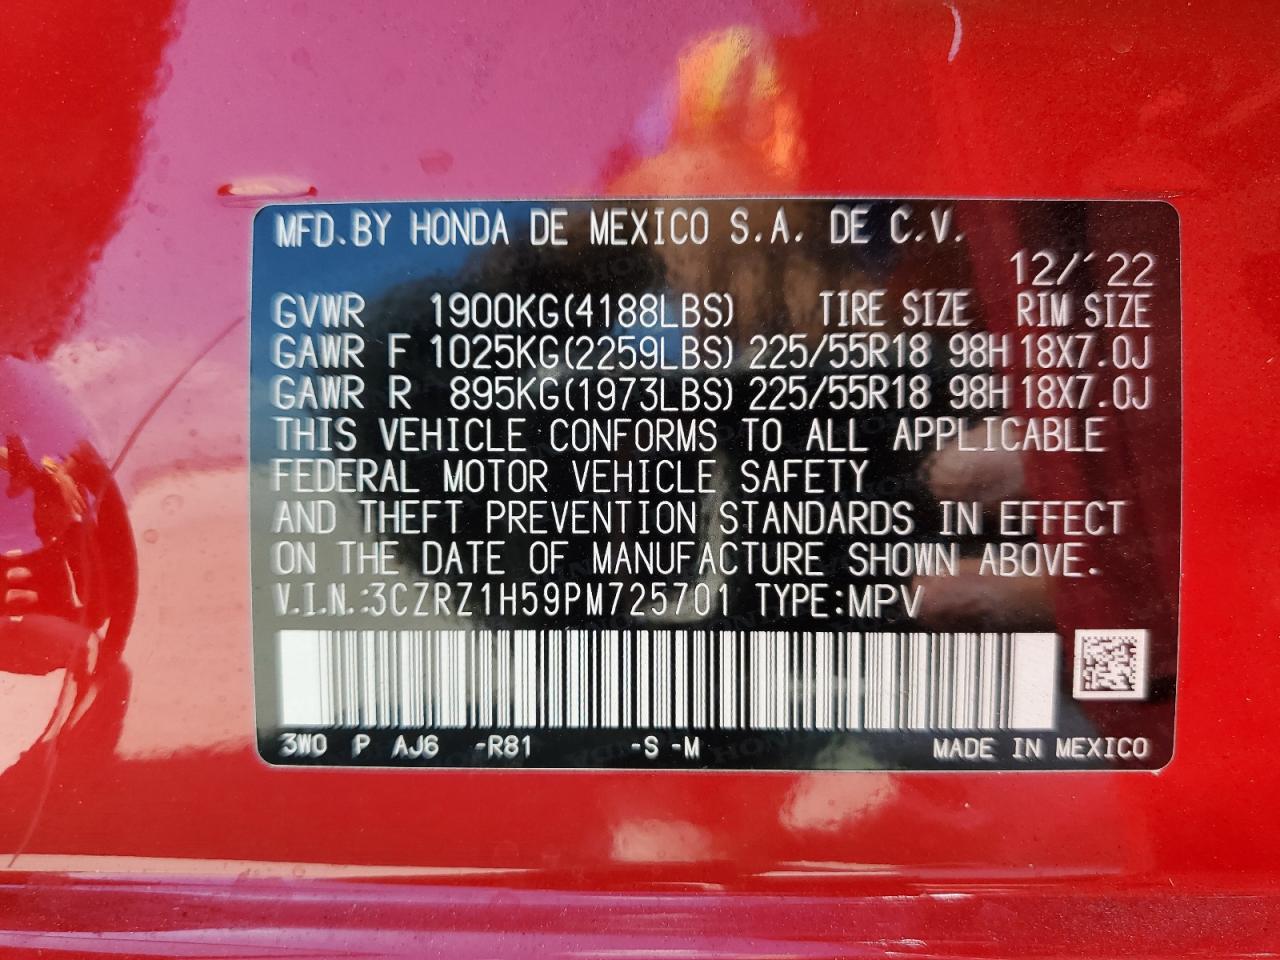 MFD.BY HONDA DE MEXICO S.A. DE C.V.
12/'22
GVWR 1900KG(4188LBS) TIRE SIZE RIM SIZE
GAWR F 1025KG(2259LBS) 225/55R18 98H 18X7.0J
GAWR R 895KG(1973LBS) 225/55R18 98H 18X7.0J
THIS VEHICLE CONFORMS TO ALL APPLICABLE
FEDERAL MOTOR VEHICLE SAFETY
AND THEFT PREVENTION STANDARDS IN EFFECT
ON THE DATE OF MANUFACTURE SHOWN ABOVE.
V.I.N.:3CZRZ1H59PM725701 TYPE:MPV
3W0 P AJ6 -R81 -S -M MADE IN MEXICO